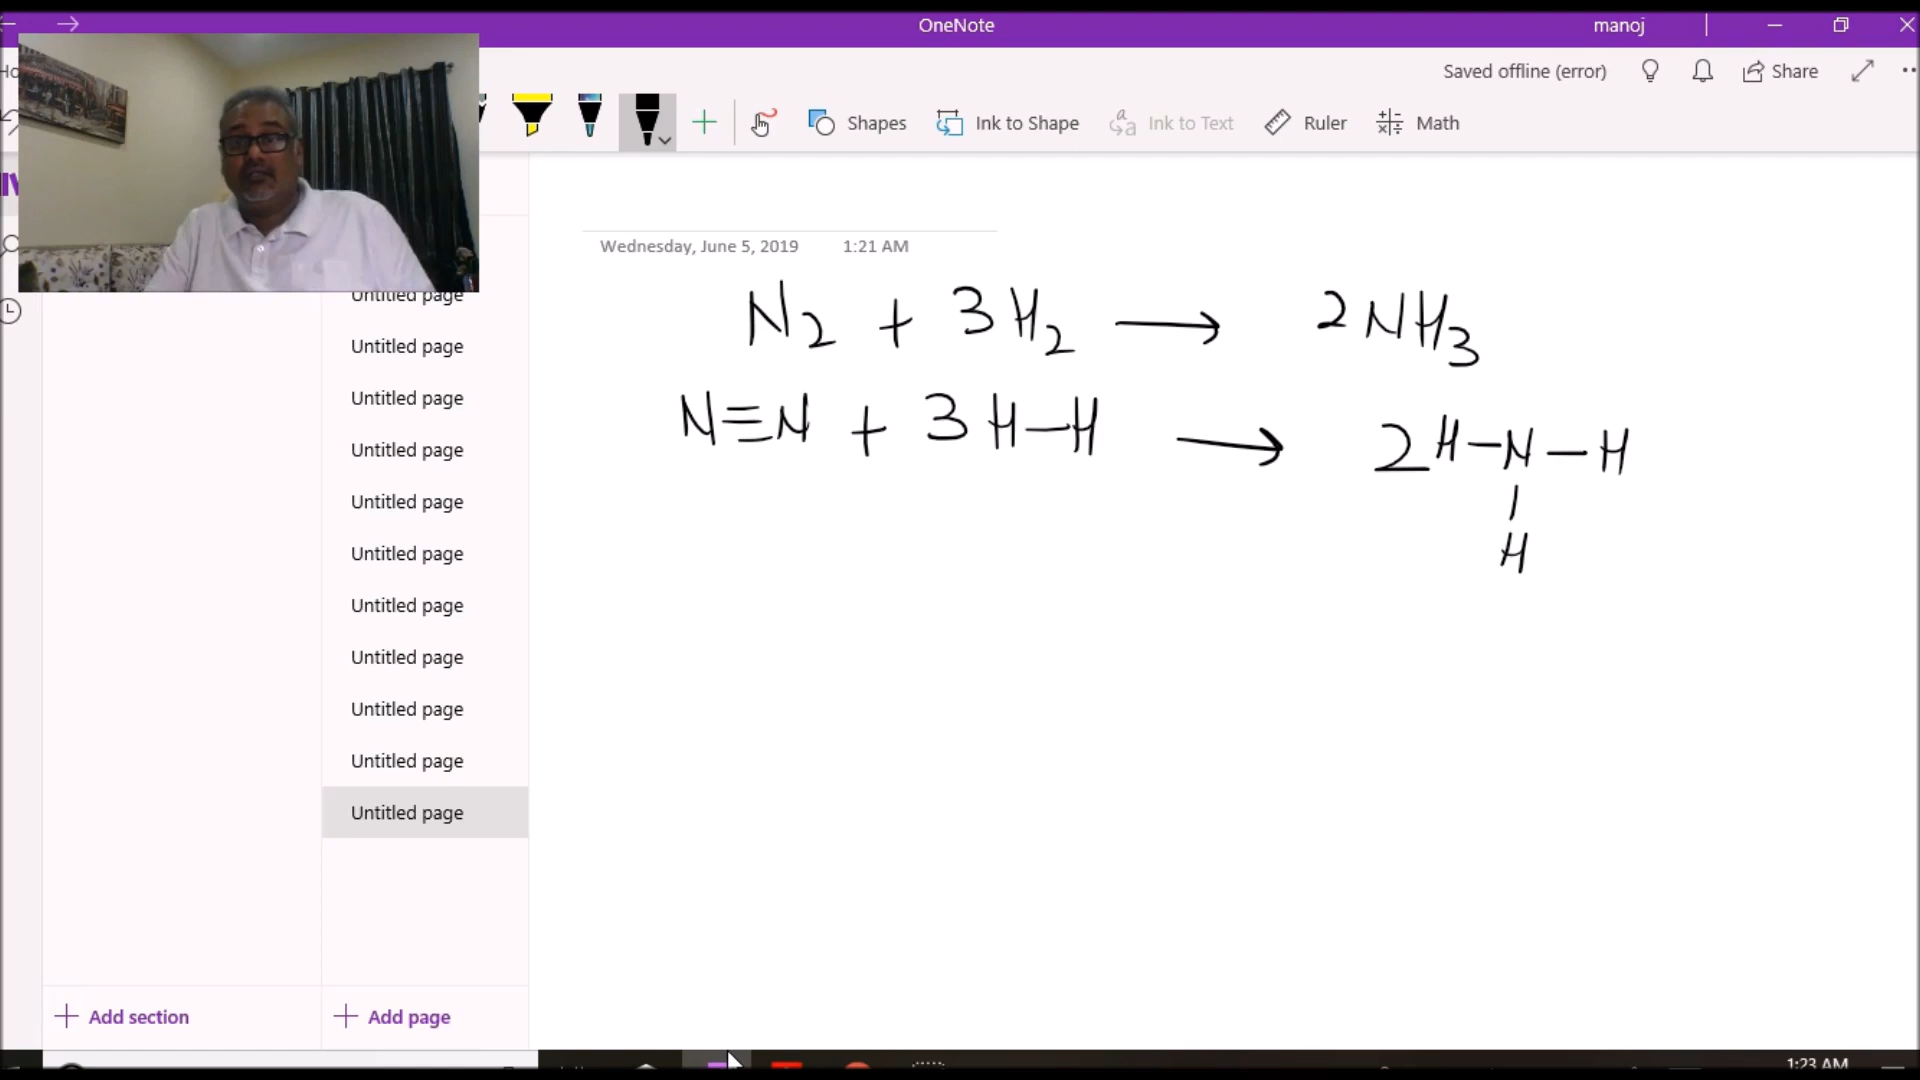 OneNote
manoj
Saved offline (error)
Share
Shapes
Ink to Shape
Ink to Text
Ruler
Math
Wednesday, June 5, 2019 1:21 AM
N₂ + 3H₂ → 2NH₃
N≡N + 3H–H → 2H–N–H
|
H
Untitled page
Untitled page
Untitled page
Untitled page
Untitled page
Untitled page
Untitled page
Untitled page
Untitled page
Untitled page
Untitled page
Add section
Add page
1:23 AM